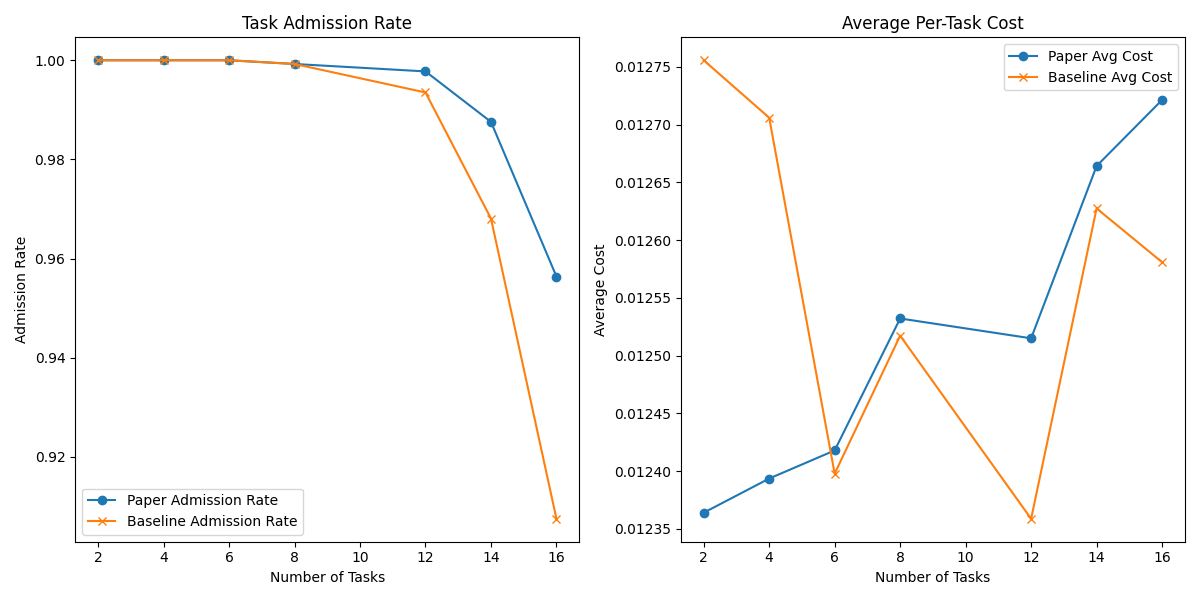 Task Admission Rate
1.00
0.98
0.96
0.94
0.92
Admission Rate
Paper Admission Rate
Baseline Admission Rate
2 4 6 8 10 12 14 16
Number of Tasks
Average Per-Task Cost
0.01275
0.01270
0.01265
0.01260
0.01255
0.01250
0.01245
0.01240
0.01235
Average Cost
Paper Avg Cost
Baseline Avg Cost
2 4 6 8 10 12 14 16
Number of Tasks